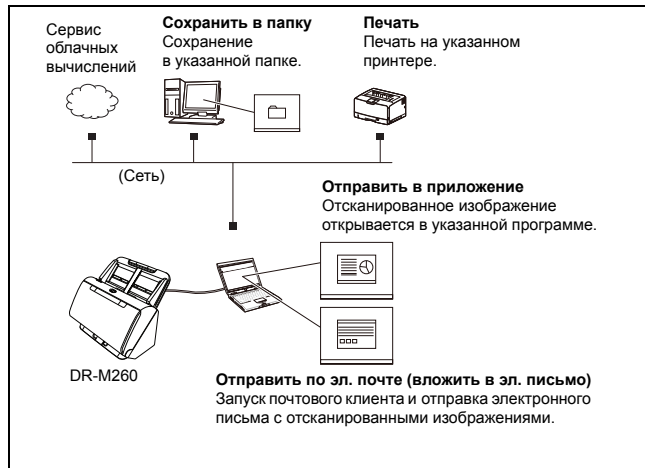 Сервис
облачных
вычислений
Сохранить в папку
Сохранение
в указанной папке.
Печать
Печать на указанном
принтере.
(Сеть)
Отправить в приложение
Отсканированное изображение
открывается в указанной программе.
DR-M260
Отправить по эл. почте (вложить в эл. письмо)
Запуск почтового клиента и отправка электронного
письма с отсканированными изображениями.